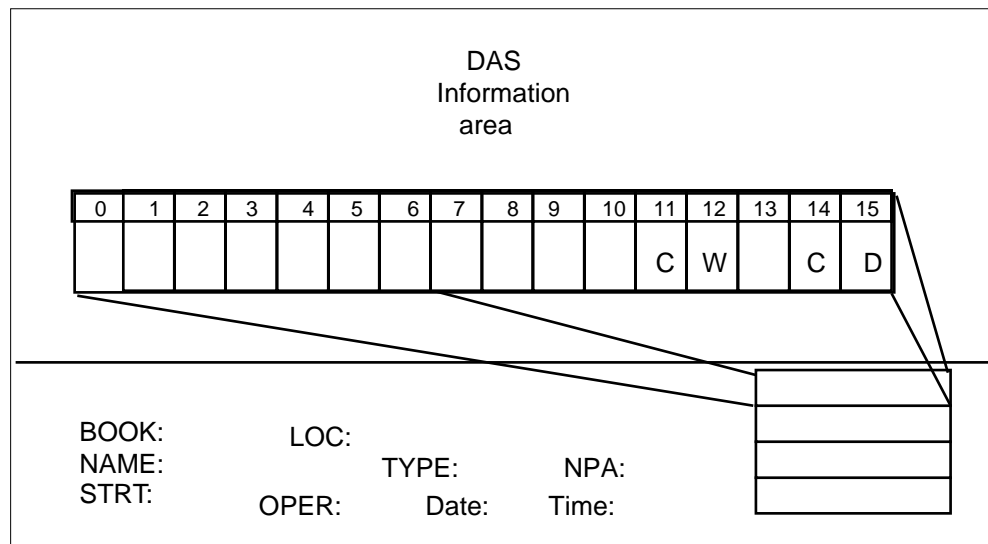 DAS
Information
area
0 1 2 3 4 5 6 7 8 9 10 11 12 13 14 15
C W C D
BOOK: LOC:
NAME: TYPE: NPA:
STRT: OPER: Date: Time: